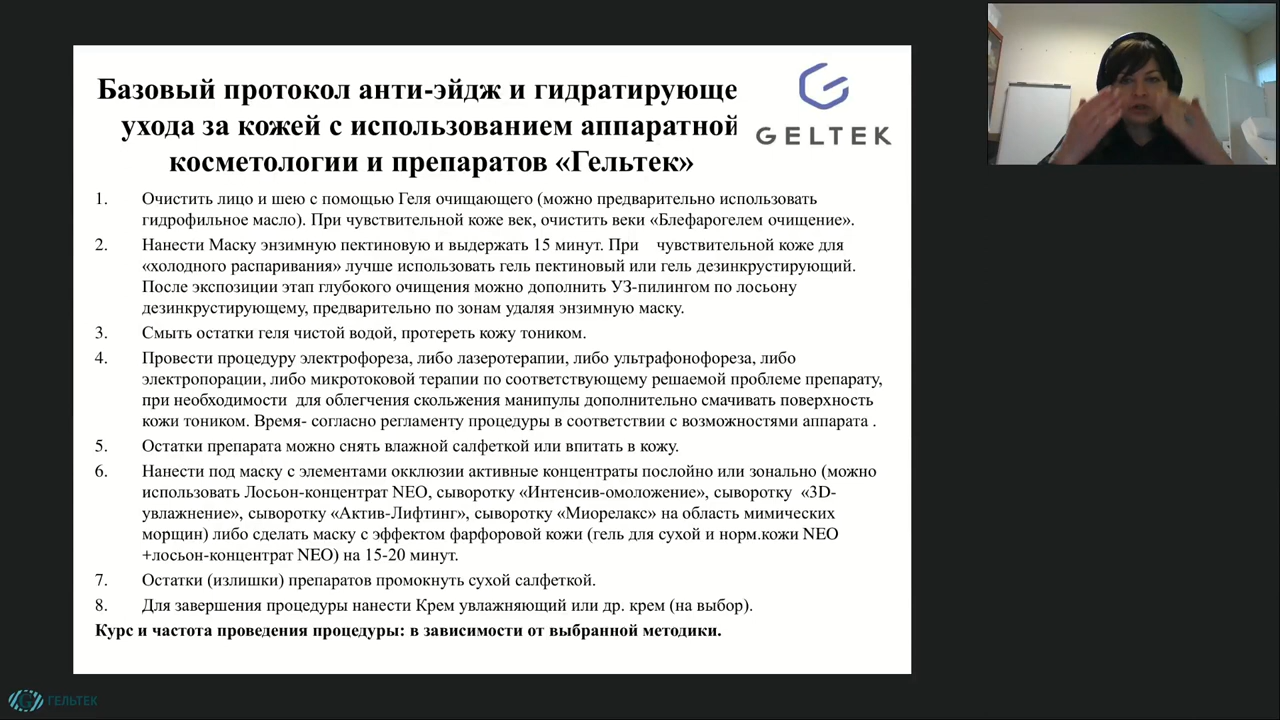 Базовый протокол анти-эйдж и гидратирующе
ухода за кожей с использованием аппаратной
косметологии и препаратов «Гельтек»
GELTEK
1. Очистить лицо и шею с помощью Геля очищающего (можно предварительно использовать
гидрофильное масло). При чувствительной коже век, очистить веки «Блефарогелем очищение».
2. Нанести Маску энзимную пектиновую и выдержать 15 минут. При чувствительной коже для
«холодного распаривания» лучше использовать гель пектиновый или гель дезинкрустирующий.
После экспозиции этап глубокого очищения можно дополнить УЗ-пилингом по лосьону
дезинкрустирующему, предварительно по зонам удаляя энзимную маску.
3. Смыть остатки геля чистой водой, протереть кожу тоником.
4. Провести процедуру электрофореза, либо лазеротерапии, либо ультрафонофореза, либо
электропорации, либо микротоковой терапии по соответствующему решаемой проблеме препарату,
при необходимости для облегчения скольжения манипулы дополнительно смачивать поверхность
кожи тоником. Время- согласно регламенту процедуры в соответствии с возможностями аппарата .
5. Остатки препарата можно снять влажной салфеткой или впитать в кожу.
6. Нанести под маску с элементами окклюзии активные концентраты послойно или зонально (можно
использовать Лосьон-концентрат NEO, сыворотку «Интенсив-омоложение», сыворотку «3D-
увлажнение», сыворотку «Актив-Лифтинг», сыворотку «Миорелакс» на область мимических
морщин) либо сделать маску с эффектом фарфоровой кожи (гель для сухой и норм.кожи NEO
+лосьон-концентрат NEO) на 15-20 минут.
7. Остатки (излишки) препаратов промокнуть сухой салфеткой.
8. Для завершения процедуры нанести Крем увлажняющий или др. крем (на выбор).
Курс и частота проведения процедуры: в зависимости от выбранной методики.
ГЕЛЬТЕК